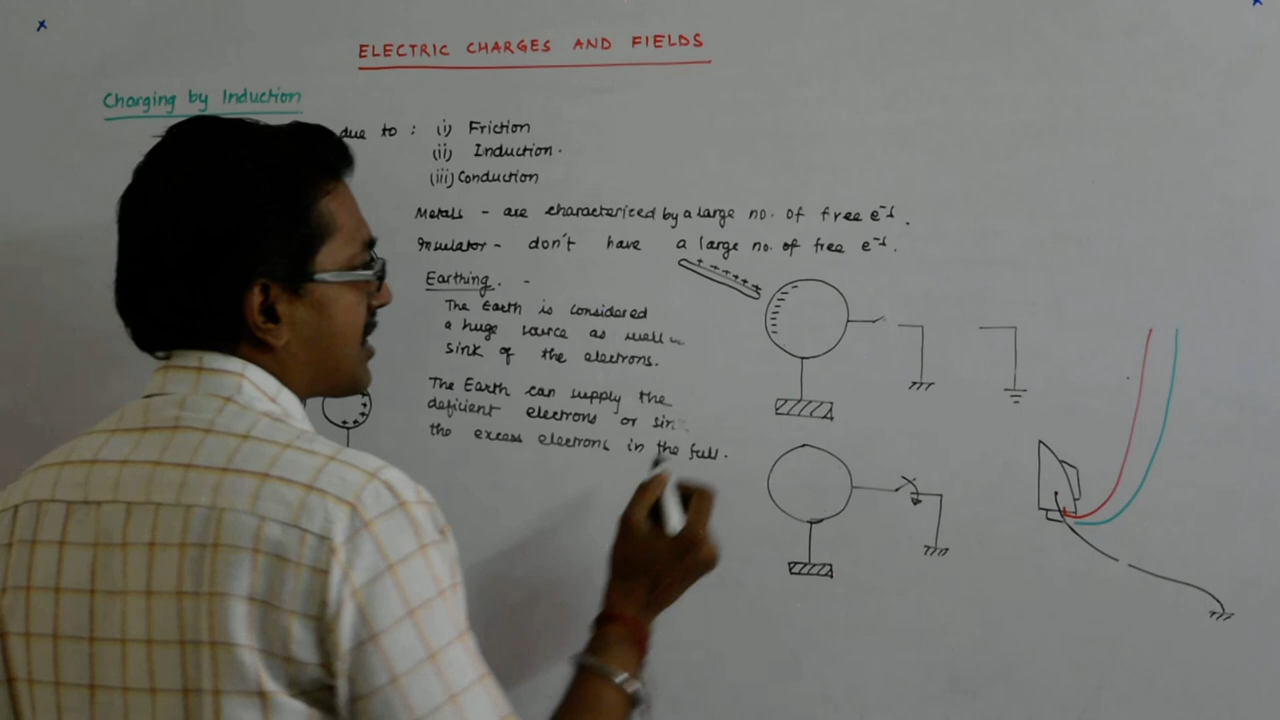 ELECTRIC CHARGES AND FIELDS
Charging by Induction
due to : (i) Friction
(ii) Induction.
(iii) Conduction
Metals - are characterized by a large no. of free e⁻¹.
Insulator - don't have a large no. of free e⁻¹.
Earthing. -
The Earth is considered
a huge source as well
sink of the electrons.
The Earth can supply the
deficient electrons or
the excess electrons in the full.